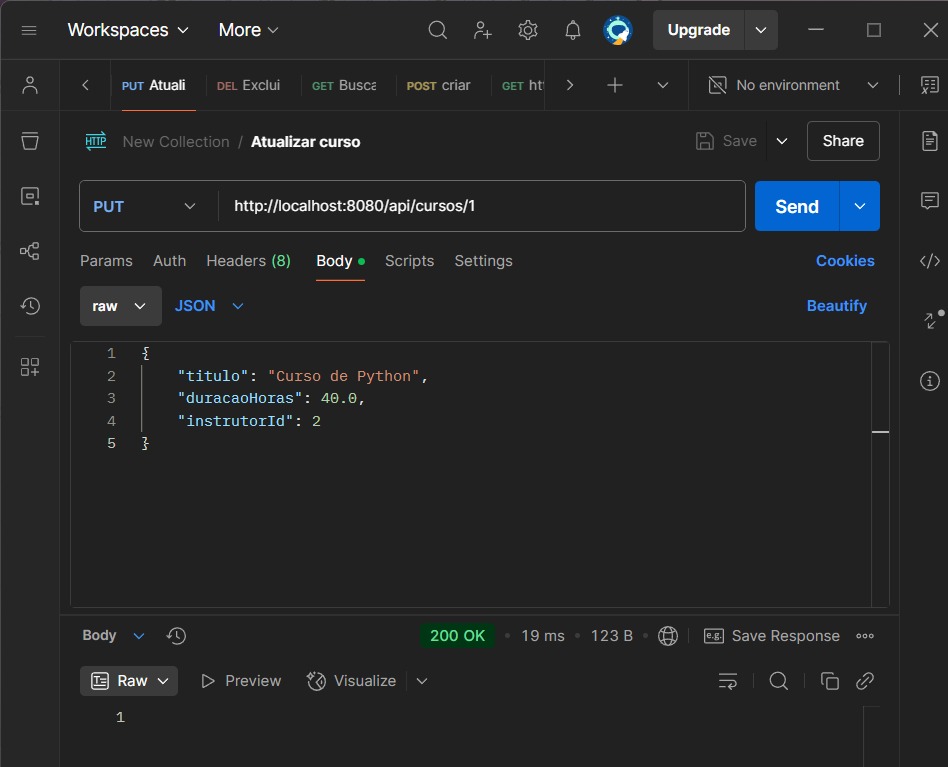 Workspaces More Upgrade
PUT Atuali DEL Exclui GET Busca POST criar GET htt No environment
HTTP New Collection / Atualizar curso Save Share
PUT http://localhost:8080/api/cursos/1 Send
Params Auth Headers (8) Body Scripts Settings Cookies
raw JSON Beautify
1 {
2 "titulo": "Curso de Python",
3 "duracaoHoras": 40.0,
4 "instrutorId": 2
5 }
Body 200 OK • 19 ms • 123 B • e.g. Save Response
Raw Preview Visualize
1